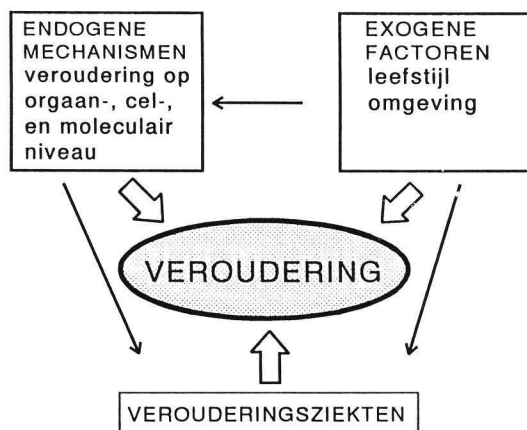 ENDOGENE
MECHANISMEN
veroudering op
orgaan-, cel-,
en moleculair
niveau
EXOGENE
FACTOREN
leefstijl
omgeving
VEROUDERING
VEROUDERINGSZIEKTEN